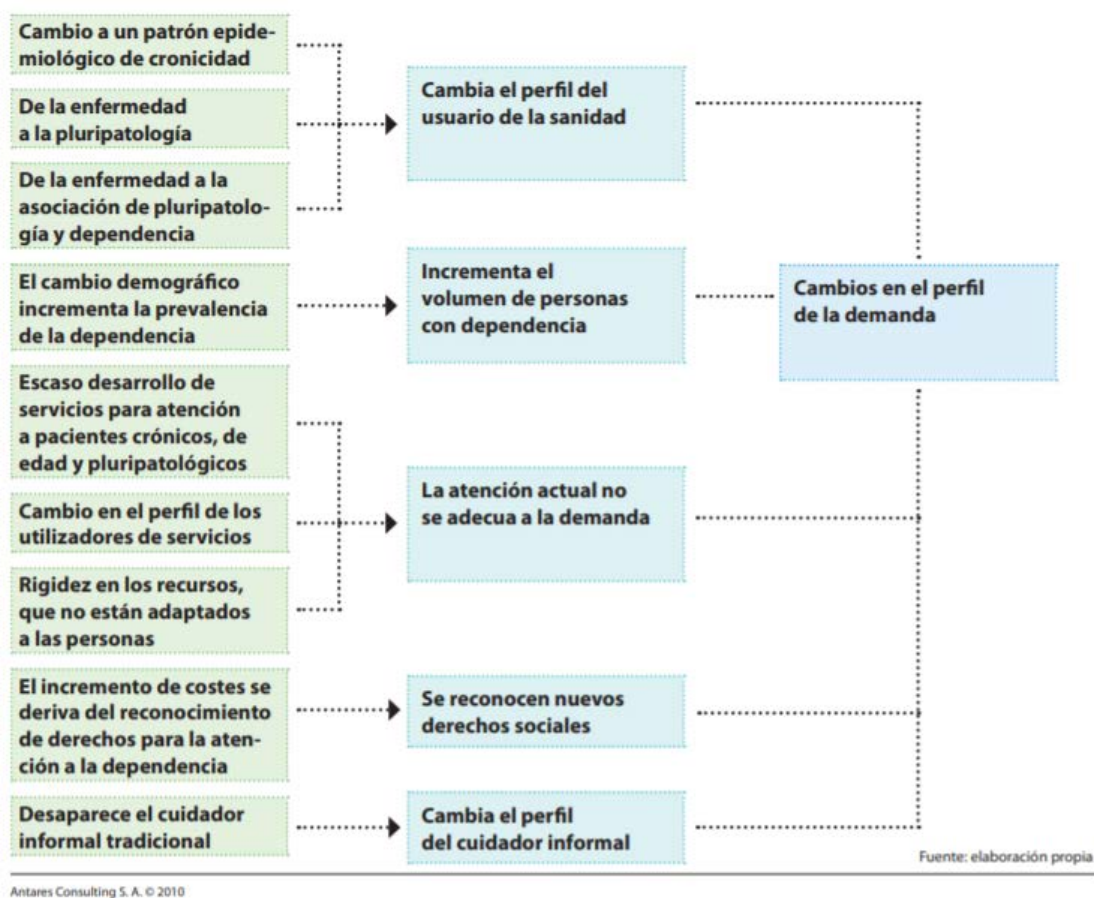 Cambio a un patrón epide-
miológico de cronicidad
De la enfermedad
a la pluripatología
De la enfermedad a la
asociación de pluripatolo-
gía y dependencia
El cambio demográfico
incrementa la prevalencia
de la dependencia
Escaso desarrollo de
servicios para atención
a pacientes crónicos, de
edad y pluripatológicos
Cambio en el perfil de los
utilizadores de servicios
Rigidez en los recursos,
que no están adaptados
a las personas
El incremento de costes se
deriva del reconocimiento
de derechos para la aten-
ción a la dependencia
Desaparece el cuidador
informal tradicional
Cambia el perfil del
usuario de la sanidad
Incrementa el
volumen de personas
con dependencia
La atención actual no
se adecua a la demanda
Se reconocen nuevos
derechos sociales
Cambia el perfil
del cuidador informal
Cambios en el perfil
de la demanda
Fuente: elaboración propia
Antares Consulting S. A. © 2010